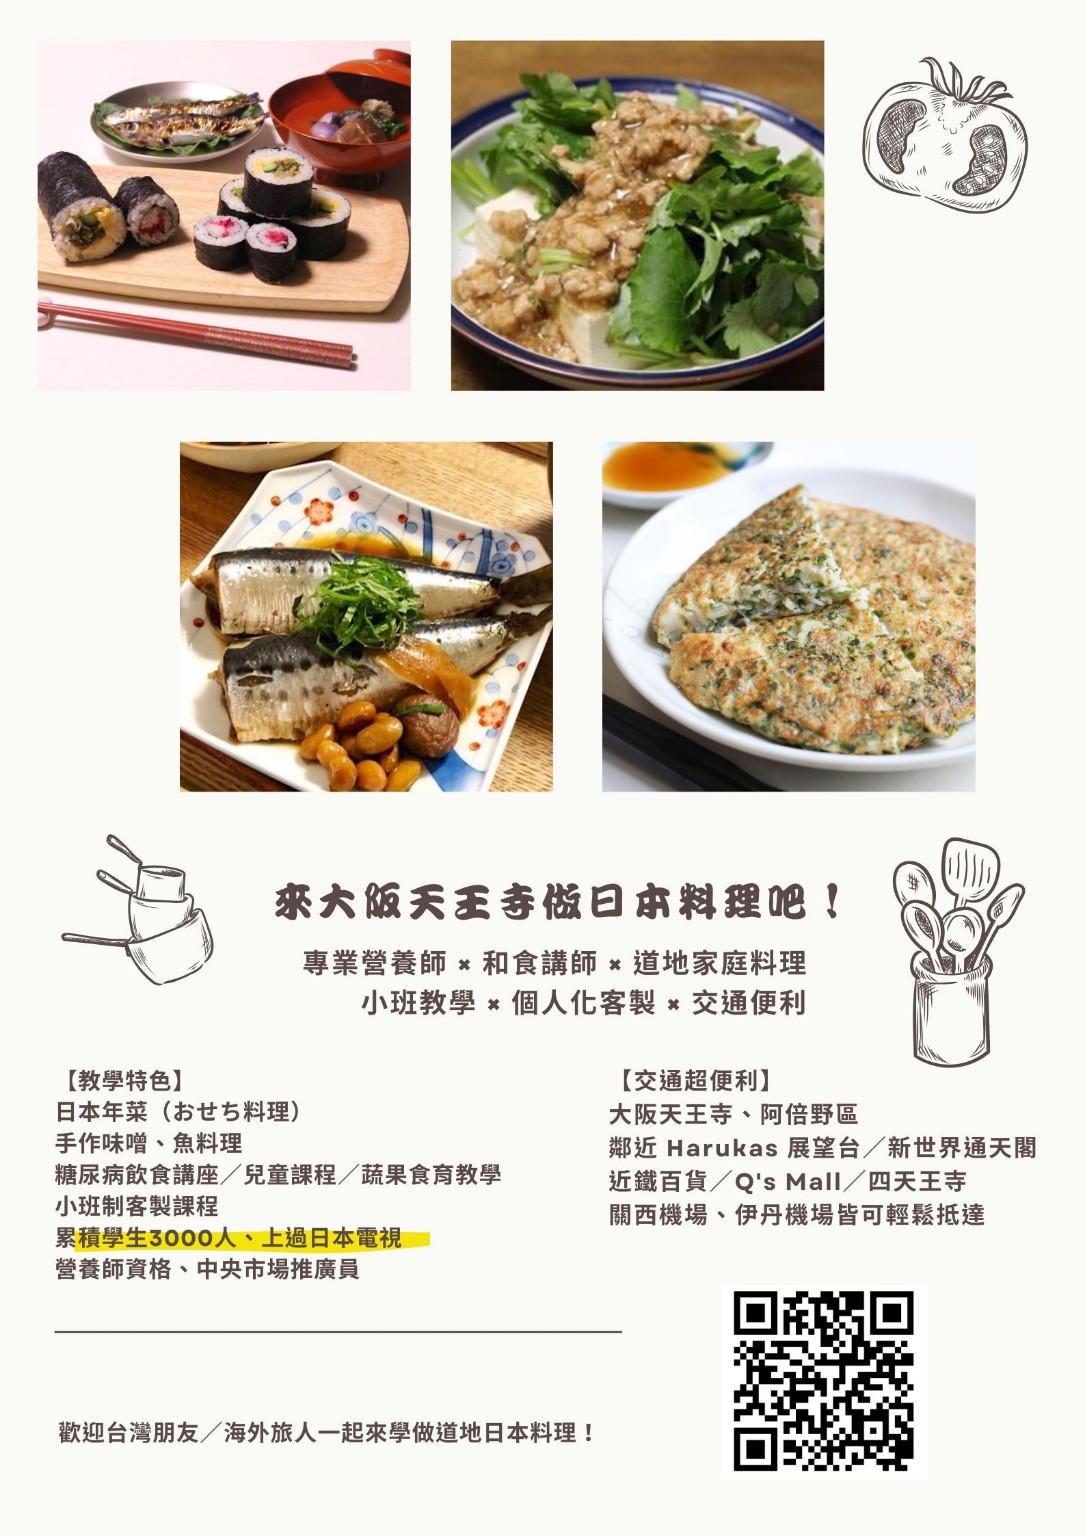 來大阪天王寺做日本料理吧！
專業營養師 × 和食講師 × 道地家庭料理
小班教學 × 個人化客製 × 交通便利
【教學特色】
日本年菜（おせち料理）
手作味噌、魚料理
糖尿病飲食講座／兒童課程／蔬果食育教學
小班制客製課程
累積學生3000人、上過日本電視
營養師資格、中央市場推廣員
【交通超便利】
大阪天王寺、阿倍野區
鄰近 Harukas 展望台／新世界通天閣
近鐵百貨／Q's Mall／四天王寺
關西機場、伊丹機場皆可輕鬆抵達
歡迎台灣朋友／海外旅人一起來學做道地日本料理！